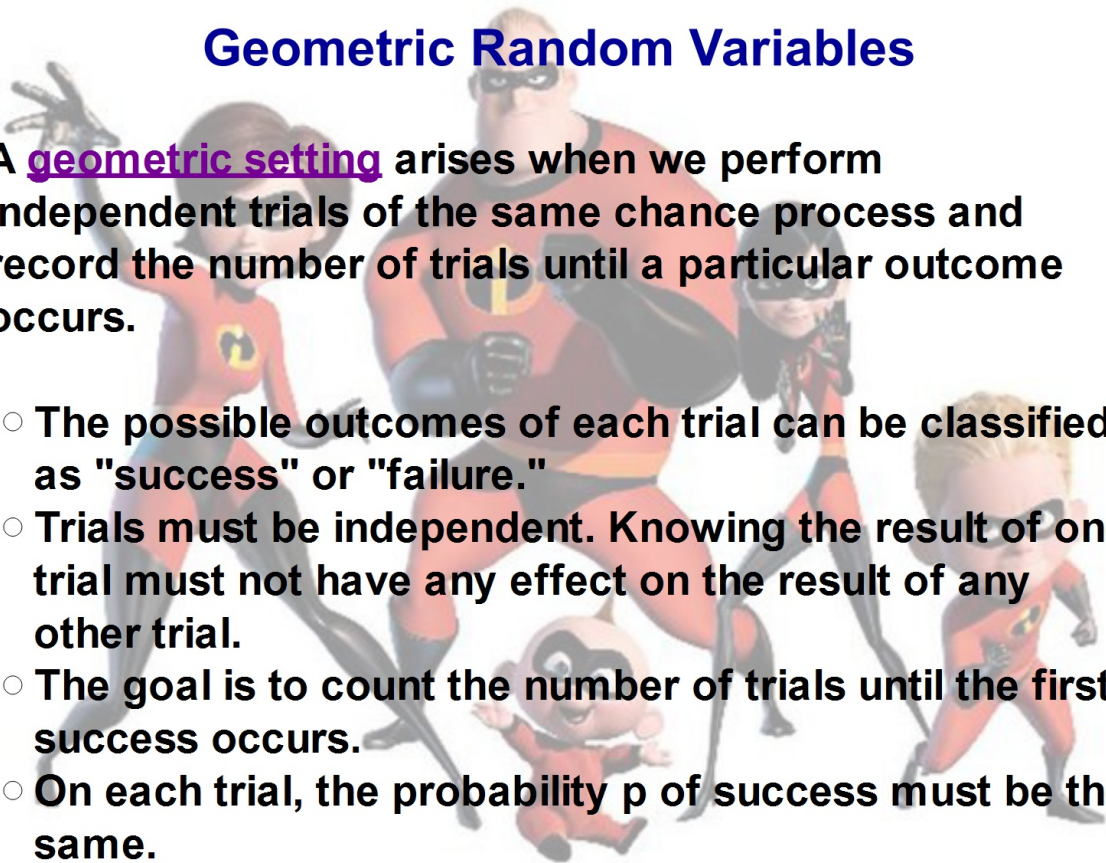 Geometric Random Variables
A geometric setting arises when we perform
ndependent trials of the same chance process and
record the number of trials until a particular outcome
occurs.
The possible outcomes of each trial can be classified
as "success" or "failure."
Trials must be independent. Knowing the result of on
trial must not have any effect on the result of any
other trial.
The goal is to count the number of trials until the first
success occurs.
On each trial, the probability p of success must be th
same.